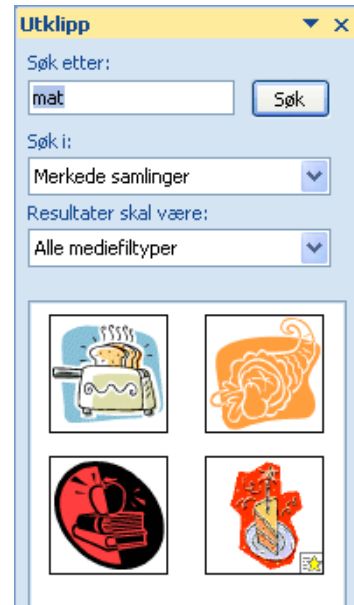 Utklipp
Søk etter:
mat
Søk
Søk i:
Merkede samlinger
Resultater skal være:
Alle mediefiltyper